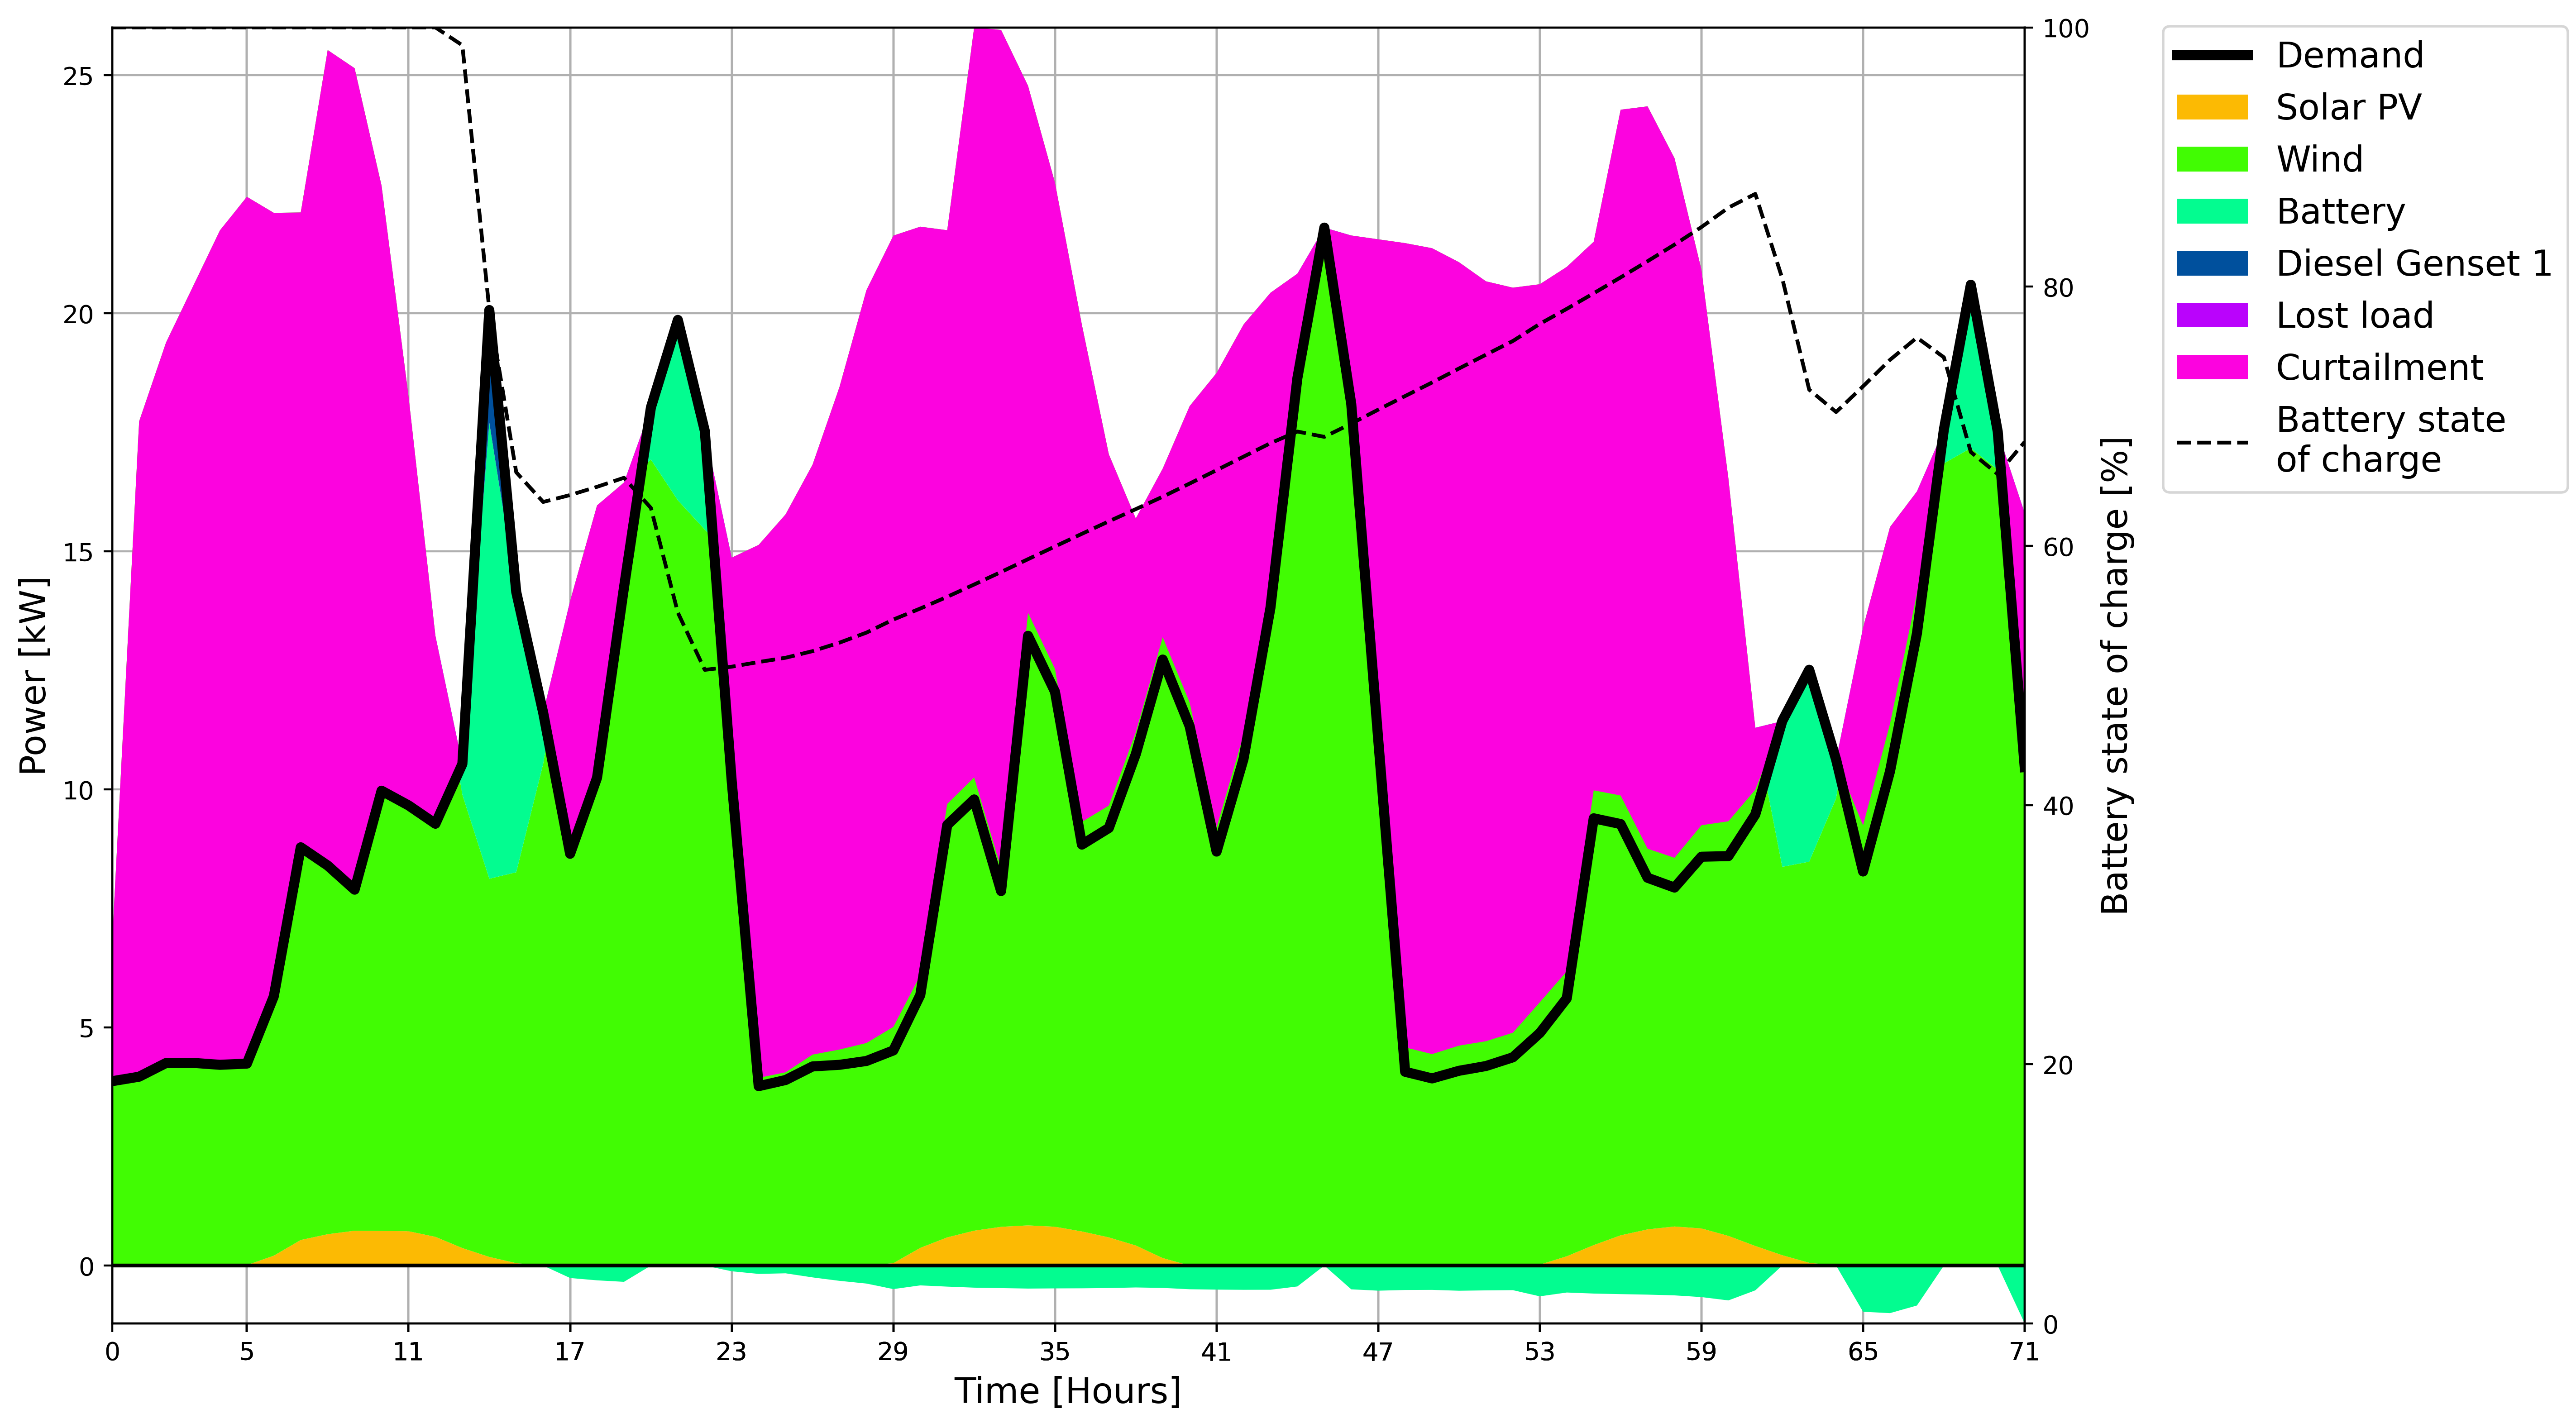 Power [kW]
25
20
15
10
5
0
0 5 11 17 23 29 35 41 47 53 59 65 71
Time [Hours]
100
80
60
40
20
0
Battery state of charge [%]
Demand
Solar PV
Wind
Battery
Diesel Genset 1
Lost load
Curtailment
Battery state
of charge